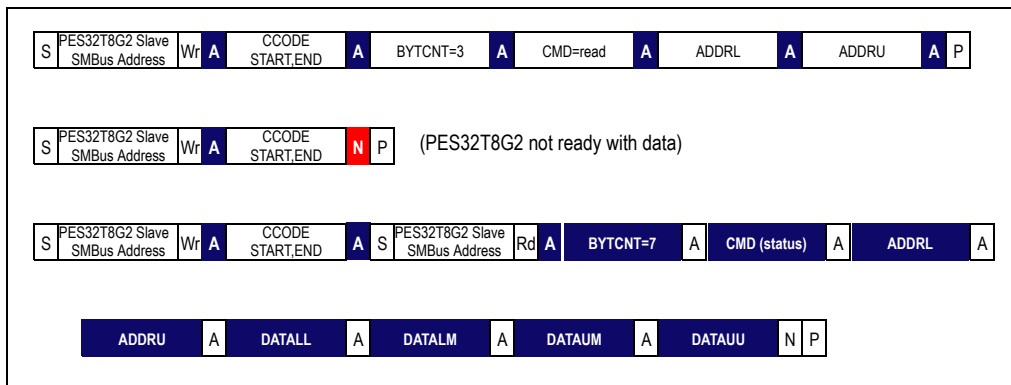 S PES32T8G2 Slave SMBus Address Wr A CCODE START,END A BYTCNT=3 A CMD=read A ADDRL A ADDRU A P
S PES32T8G2 Slave SMBus Address Wr A CCODE START,END N P (PES32T8G2 not ready with data)
S PES32T8G2 Slave SMBus Address Wr A CCODE START,END A S PES32T8G2 Slave SMBus Address Rd A BYTCNT=7 A CMD (status) A ADDRL A
ADDRU A DATALL A DATALM A DATAUM A DATAUU N P